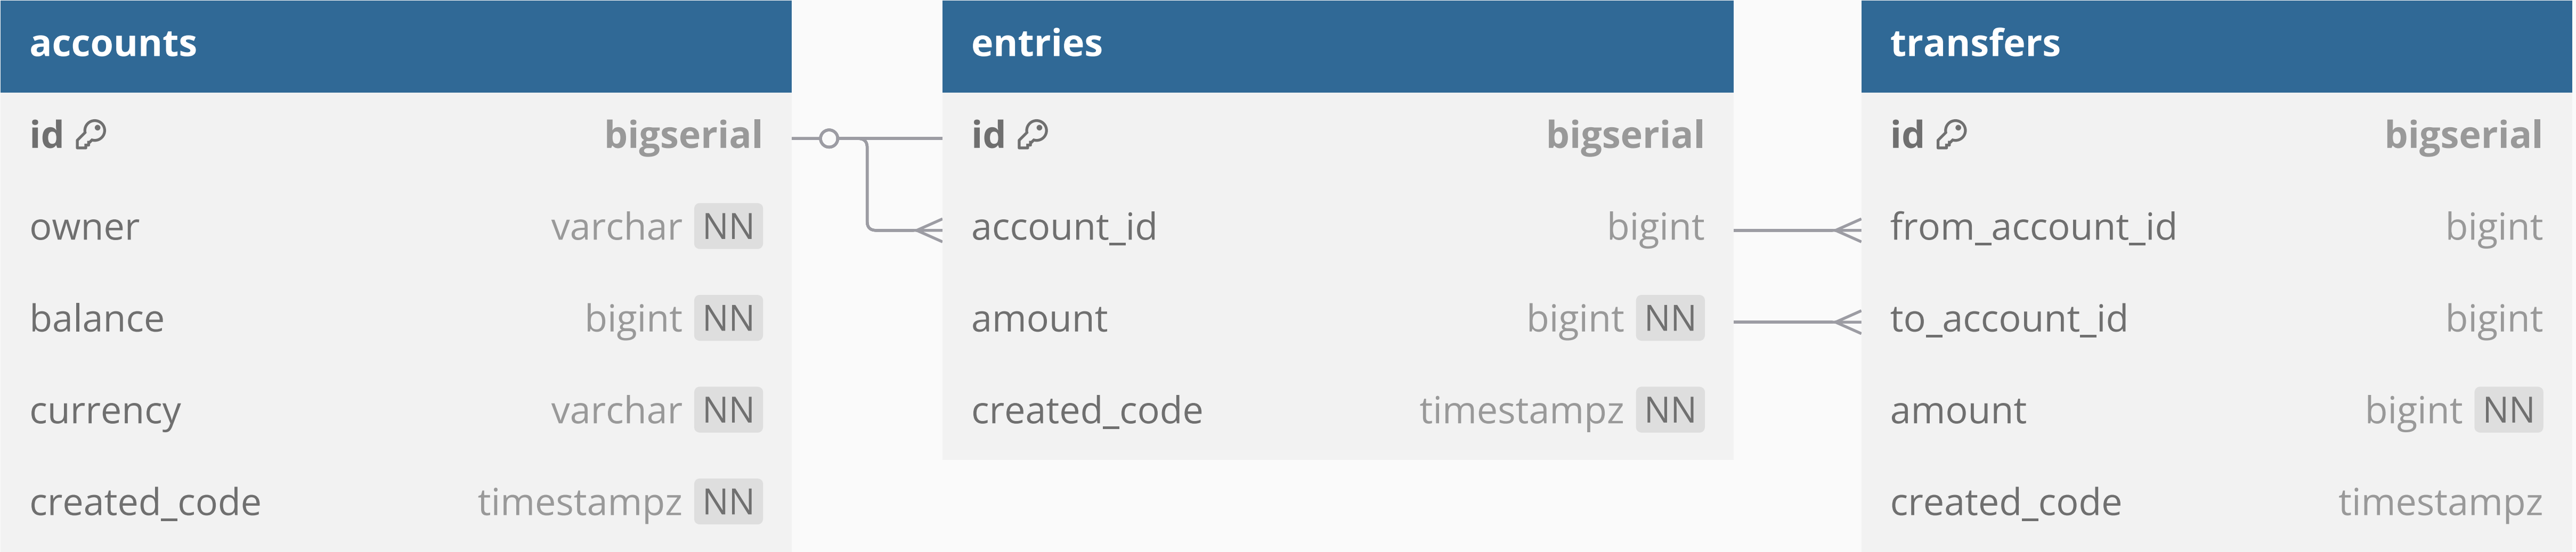 accounts
id bigserial
owner varchar NN
balance bigint NN
currency varchar NN
created_code timestampz NN
entries
id bigserial
account_id bigint
amount bigint NN
created_code timestampz NN
transfers
id bigserial
from_account_id bigint
to_account_id bigint
amount bigint NN
created_code timestampz